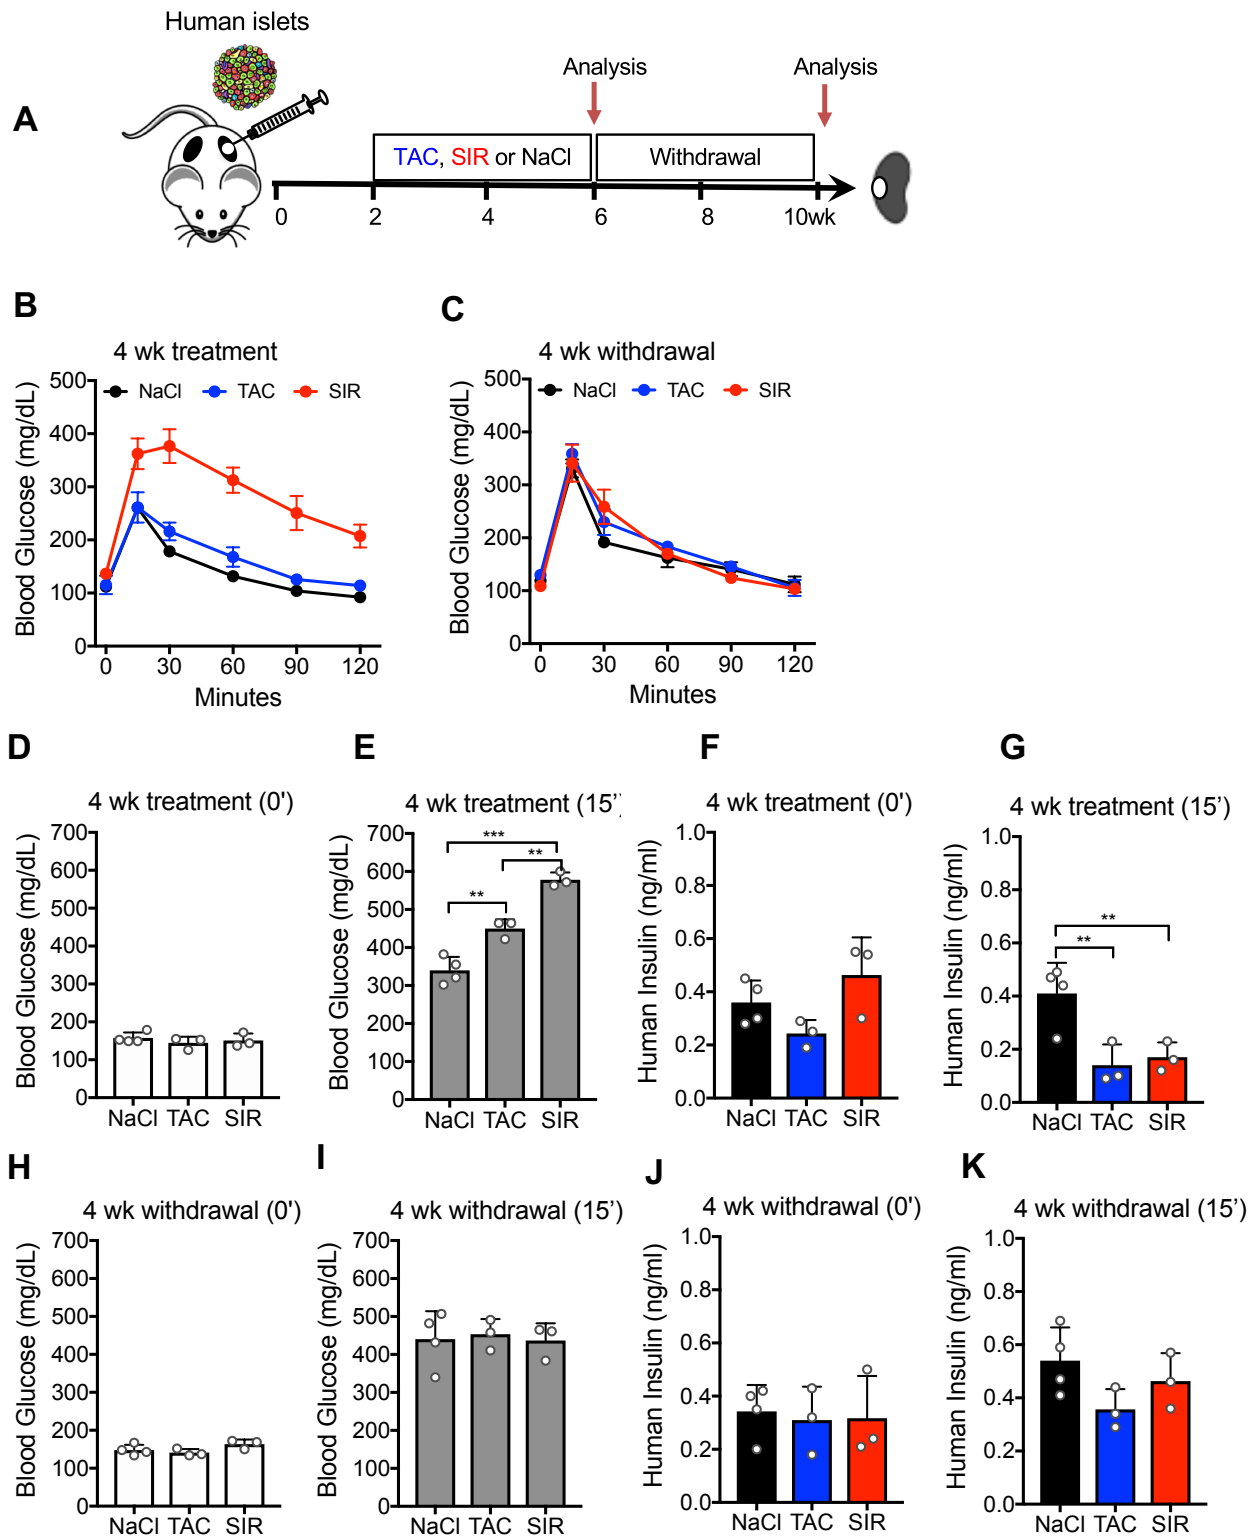 Human islets
A
Analysis
Analysis
TAC, SIR or NaCl
Withdrawal
0
2
4
6
8
10wk
B
4 wk treatment
NaCl
TAC
SIR
Blood Glucose (mg/dL)
500
400
300
200
100
0
0 30 60 90 120
Minutes
C
4 wk withdrawal
NaCl
TAC
SIR
Blood Glucose (mg/dL)
500
400
300
200
100
0
0 30 60 90 120
Minutes
D
4 wk treatment (0')
Blood Glucose (mg/dL)
700
600
500
400
300
200
100
0
NaCl TAC SIR
E
4 wk treatment (15')
Blood Glucose (mg/dL)
700
600
500
400
300
200
100
0
***
**
**
NaCl TAC SIR
F
4 wk treatment (0')
Human Insulin (ng/ml)
1.0
0.8
0.6
0.4
0.2
0.0
NaCl TAC SIR
G
4 wk treatment (15')
Human Insulin (ng/ml)
1.0
0.8
0.6
0.4
0.2
0.0
**
**
NaCl TAC SIR
H
4 wk withdrawal (0')
Blood Glucose (mg/dL)
700
600
500
400
300
200
100
0
NaCl TAC SIR
I
4 wk withdrawal (15')
Blood Glucose (mg/dL)
700
600
500
400
300
200
100
0
NaCl TAC SIR
J
4 wk withdrawal (0')
Human Insulin (ng/ml)
1.0
0.8
0.6
0.4
0.2
0.0
NaCl TAC SIR
K
4 wk withdrawal (15')
Human Insulin (ng/ml)
1.0
0.8
0.6
0.4
0.2
0.0
NaCl TAC SIR